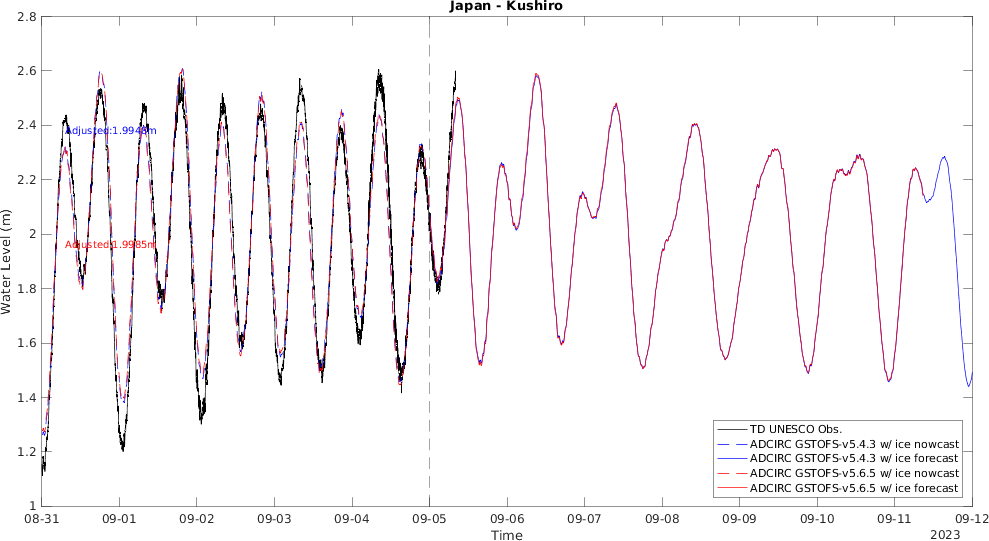 Japan - Kushiro
2.8
2.6
2.4
2.2
2
1.8
1.6
1.4
1.2
1
Water Level (m)
Adjusted:1.9948m
Adjusted:1.9985m
TD UNESCO Obs.
ADCIRC GSTOFS-v5.4.3 w/ ice nowcast
ADCIRC GSTOFS-v5.4.3 w/ ice forecast
ADCIRC GSTOFS-v5.6.5 w/ ice nowcast
ADCIRC GSTOFS-v5.6.5 w/ ice forecast
08-31 09-01 09-02 09-03 09-04 09-05 09-06 09-07 09-08 09-09 09-10 09-11 09-12
Time
2023